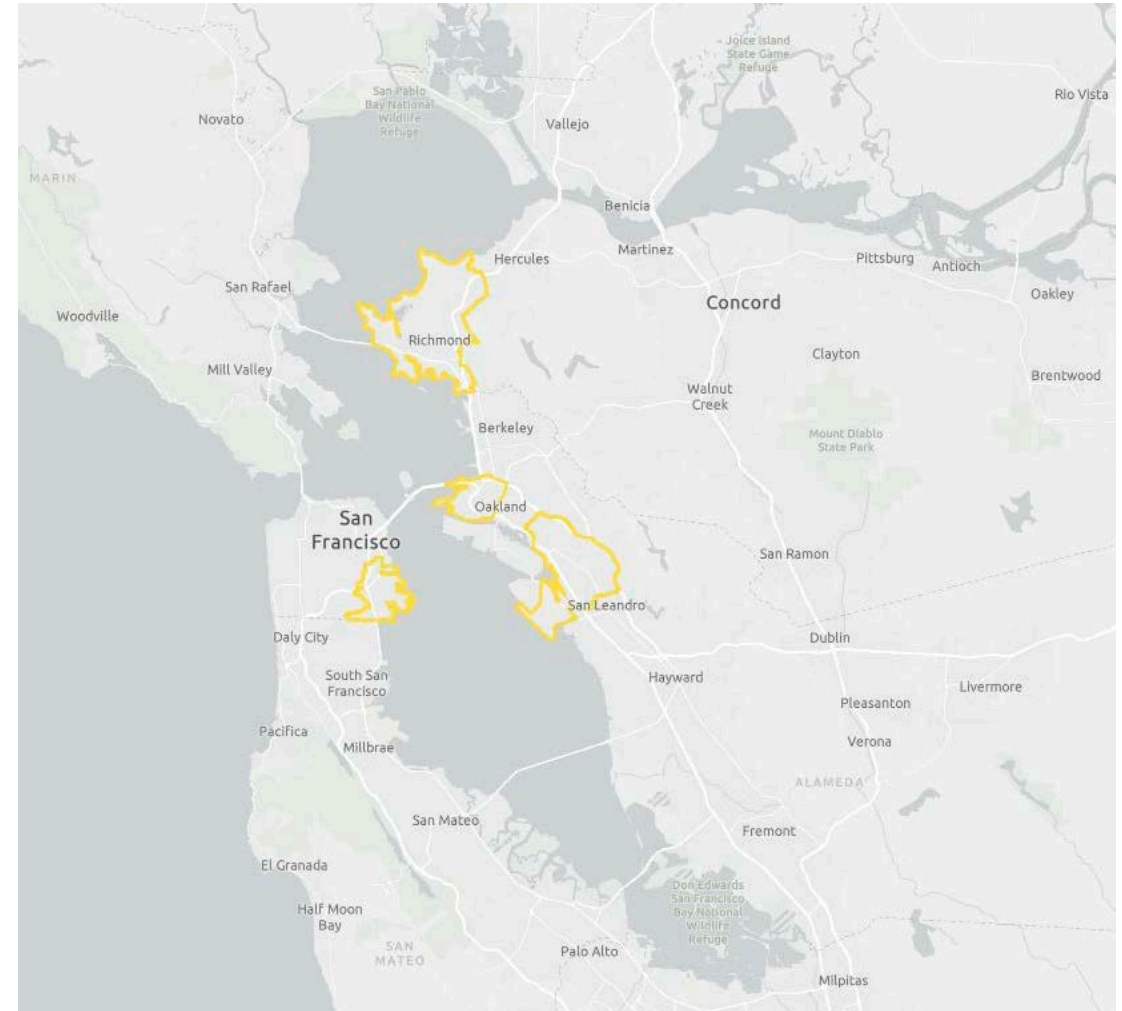 Joice Island
State Game
Refuge
Rio Vista
San Pablo
Bay National
Wildlife
Refuge
Novato
Vallejo
MARIN
Benicia
Martinez
Hercules
Pittsburg
Antioch
San Rafael
Oakley
Concord
Woodville
Richmond
Clayton
Mill Valley
Brentwood
Walnut
Creek
Berkeley
Mount Diablo
State Park
Oakland
San
Francisco
San Ramon
San Leandro
Daly City
Dublin
South San
Francisco
Hayward
Livermore
Pleasanton
Pacifica
Millbrae
Verona
ALAMEDA
San Mateo
Fremont
El Granada
Don Edwards
San Francisco
Bay National
Wildlife
Refuge
Half Moon
Bay
SAN
MATEO
Palo Alto
Milpitas